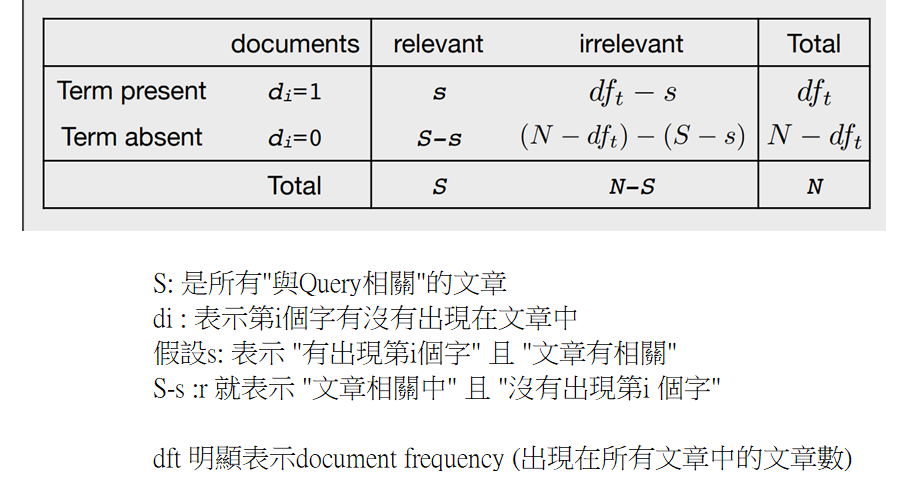 documents relevant irrelevant Total
Term present dᵢ=1 s dfₜ − s dfₜ
Term absent dᵢ=0 S-s (N − dfₜ) − (S − s) N − dfₜ
Total S N-S N
S: 是所有"與Query相關"的文章
di : 表示第i個字有沒有出現在文章中
假設s: 表示 "有出現第i個字" 且 "文章有相關"
S-s :r 就表示 "文章相關中" 且 "沒有出現第i 個字"
dft 明顯表示document frequency (出現在所有文章中的文章數)